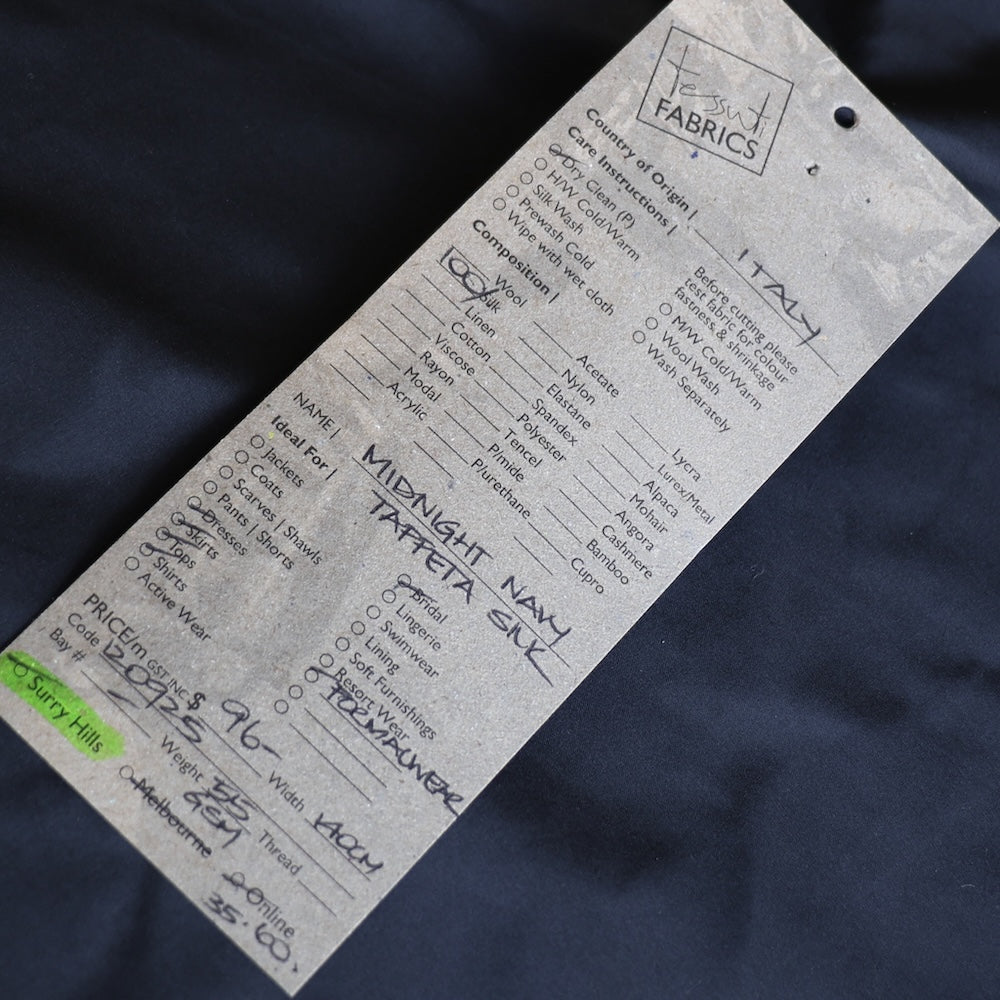 tessuti
FABRICS
Country of Origin | ITALY
Care Instructions |
Dry Clean (P)
H/W Cold/Warm
Silk Wash
Prewash Cold
Wipe with wet cloth
Before cutting please
test fabric for colour
fastness & shrinkage
M/W Cold/Warm
Wool Wash
Wash Separately
Composition |
Wool
100% Silk
Linen
Cotton
Viscose
Rayon
Modal
Acrylic
Acetate
Nylon
Elastane
Spandex
Polyester
Tencel
P/mide
P/urethane
Lycra
Lurex/Metal
Alpaca
Mohair
Angora
Cashmere
Bamboo
Cupro
NAME | MIDNIGHT NAVY
TAFFETA SILK
Ideal For |
Jackets
Coats
Scarves | Shawls
Pants | Shorts
Dresses
Skirts
Tops
Shirts
Active Wear
Bridal
Lingerie
Swimwear
Lining
Soft Furnishings
Resort Wear
FORMALWEAR
PRICE/m GST INC $ 96-
Code 120925
Width 140CM
Bay #
Weight
GSM
Thread
Surry Hills
Melbourne
Online
35.60.